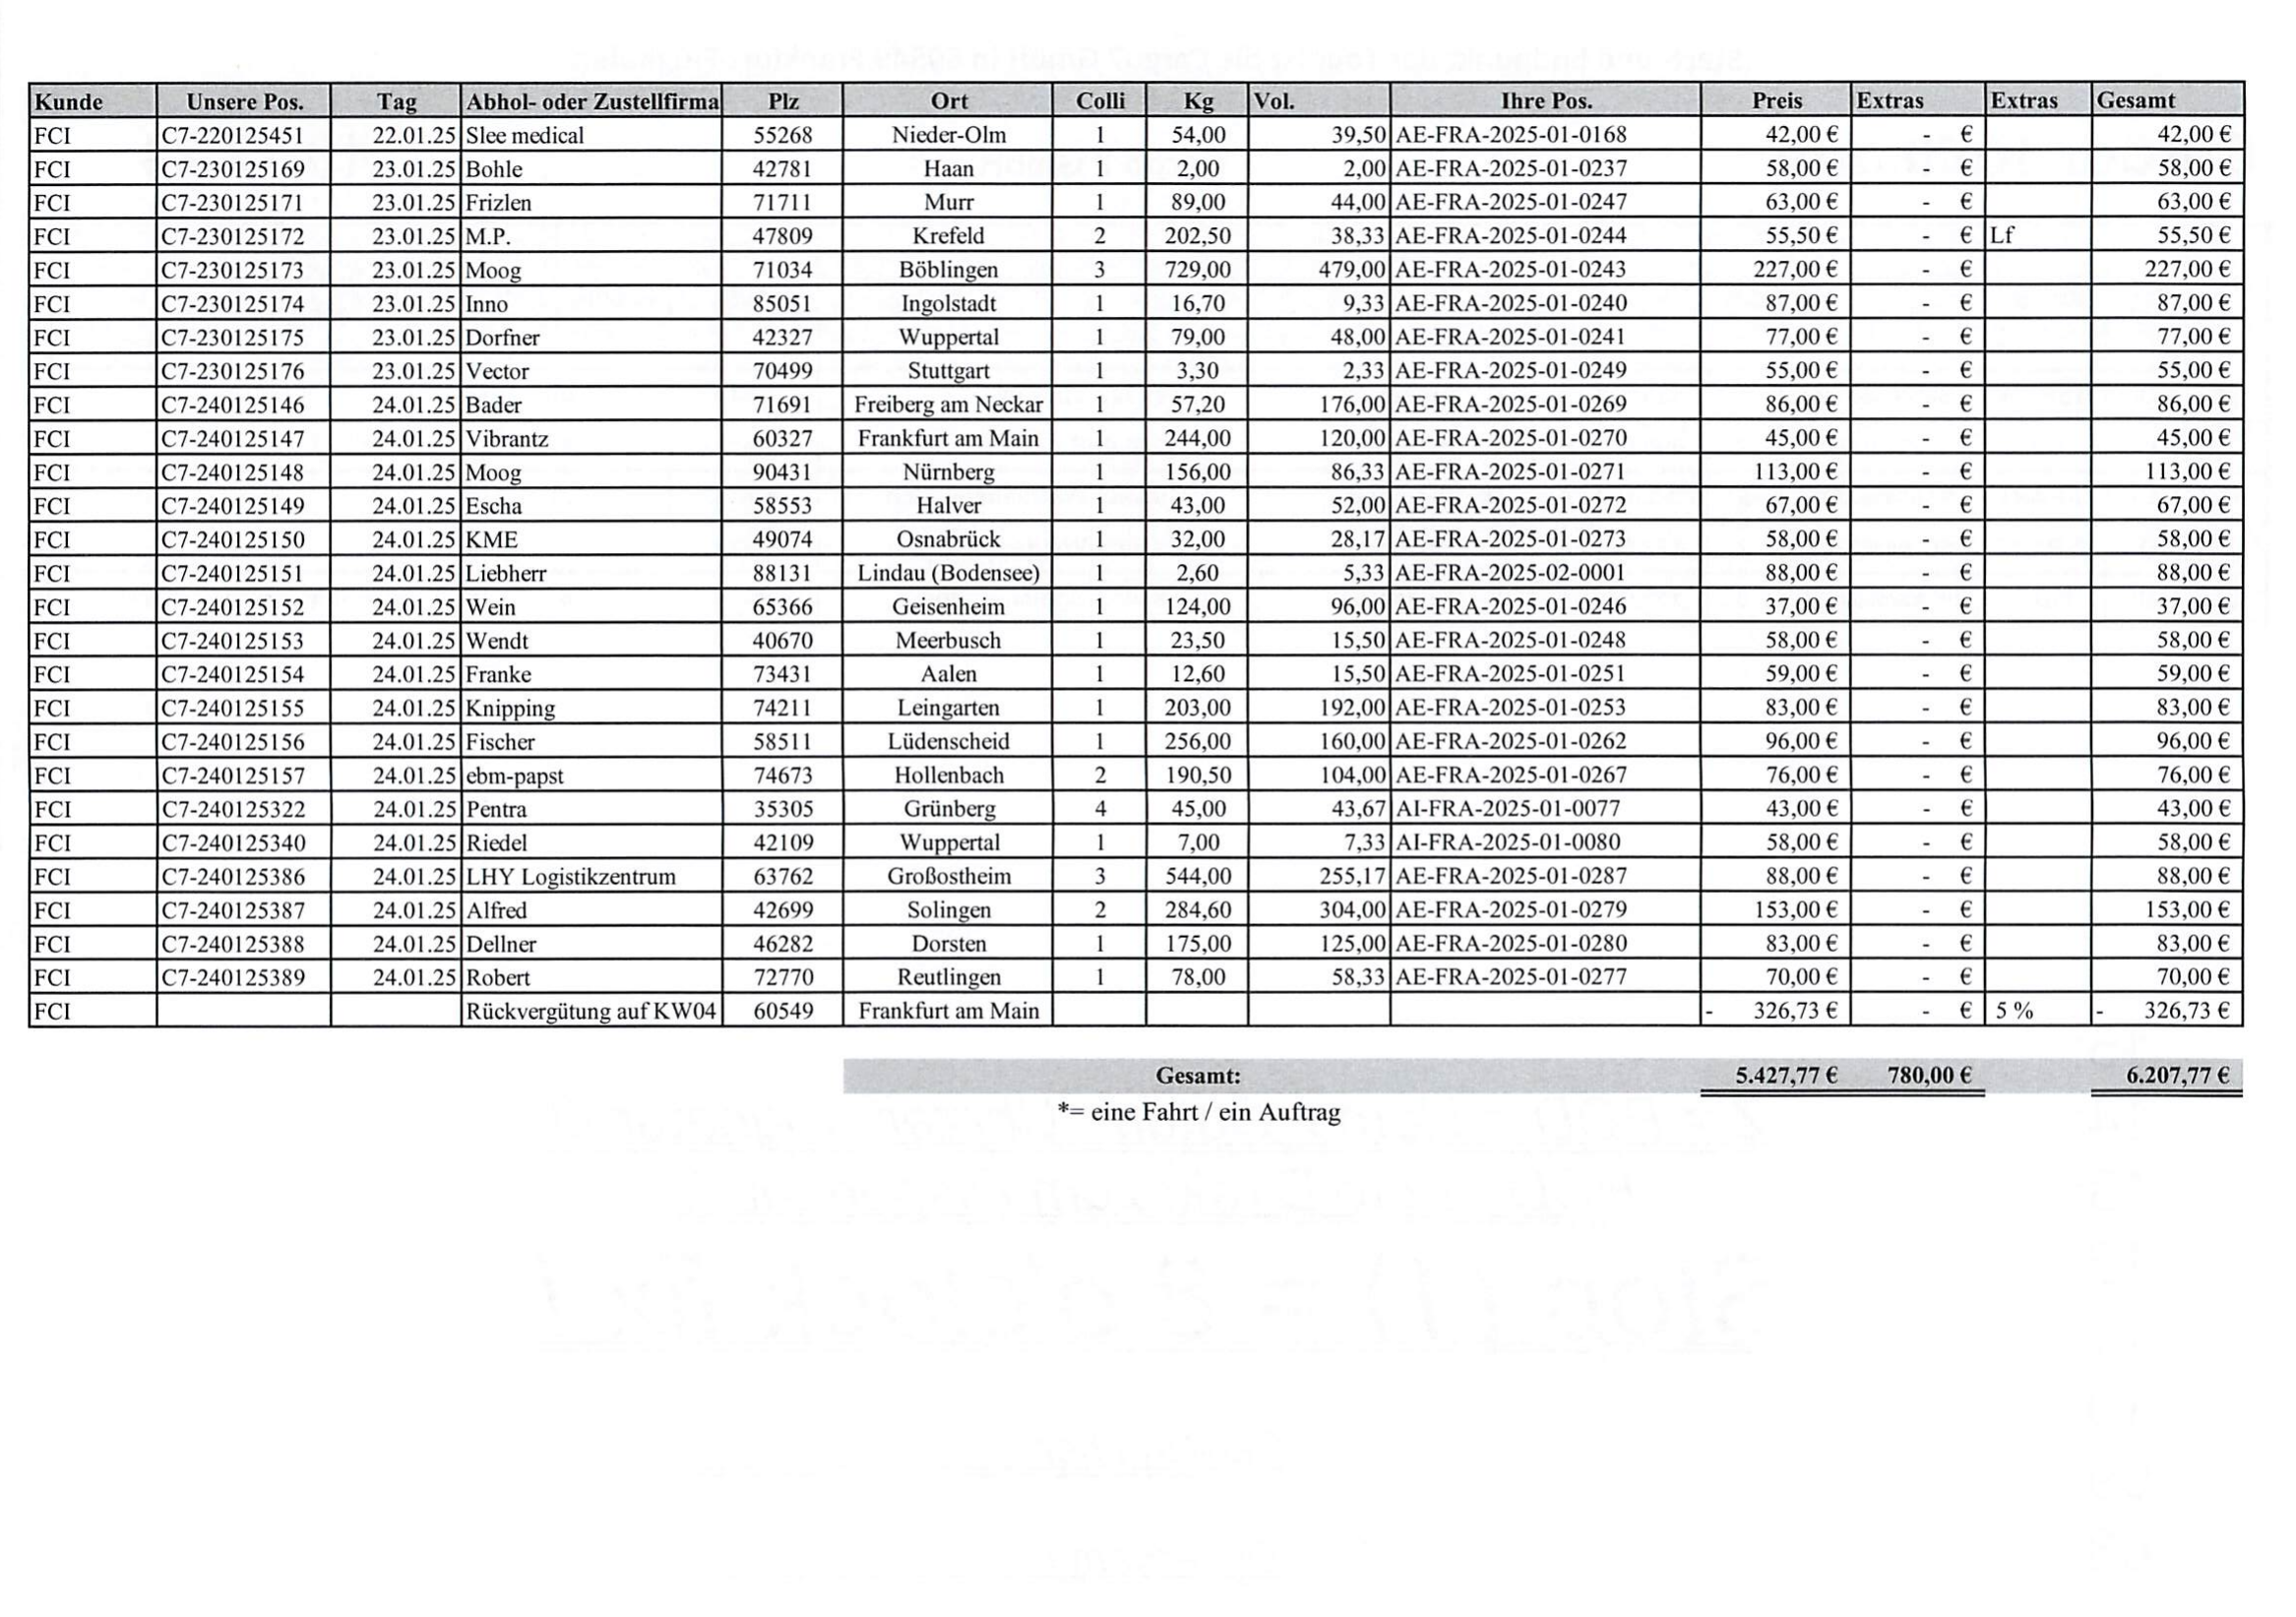 Kunde Unsere Pos. Tag Abhol- oder Zustellfirma Plz Ort Colli Kg Vol. Ihre Pos. Preis Extras Extras Gesamt
FCI C7-220125451 22.01.25 Slee medical 55268 Nieder-Olm 1 54,00 39,50 AE-FRA-2025-01-0168 42,00 € - € 42,00 €
FCI C7-230125169 23.01.25 Bohle 42781 Haan 1 2,00 2,00 AE-FRA-2025-01-0237 58,00 € - € 58,00 €
FCI C7-230125171 23.01.25 Frizlen 71711 Murr 1 89,00 44,00 AE-FRA-2025-01-0247 63,00 € - € 63,00 €
FCI C7-230125172 23.01.25 M.P. 47809 Krefeld 2 202,50 38,33 AE-FRA-2025-01-0244 55,50 € - € Lf 55,50 €
FCI C7-230125173 23.01.25 Moog 71034 Böblingen 3 729,00 479,00 AE-FRA-2025-01-0243 227,00 € - € 227,00 €
FCI C7-230125174 23.01.25 Inno 85051 Ingolstadt 1 16,70 9,33 AE-FRA-2025-01-0240 87,00 € - € 87,00 €
FCI C7-230125175 23.01.25 Dorfner 42327 Wuppertal 1 79,00 48,00 AE-FRA-2025-01-0241 77,00 € - € 77,00 €
FCI C7-230125176 23.01.25 Vector 70499 Stuttgart 1 3,30 2,33 AE-FRA-2025-01-0249 55,00 € - € 55,00 €
FCI C7-240125146 24.01.25 Bader 71691 Freiberg am Neckar 1 57,20 176,00 AE-FRA-2025-01-0269 86,00 € - € 86,00 €
FCI C7-240125147 24.01.25 Vibrantz 60327 Frankfurt am Main 1 244,00 120,00 AE-FRA-2025-01-0270 45,00 € - € 45,00 €
FCI C7-240125148 24.01.25 Moog 90431 Nürnberg 1 156,00 86,33 AE-FRA-2025-01-0271 113,00 € - € 113,00 €
FCI C7-240125149 24.01.25 Escha 58553 Halver 1 43,00 52,00 AE-FRA-2025-01-0272 67,00 € - € 67,00 €
FCI C7-240125150 24.01.25 KME 49074 Osnabrück 1 32,00 28,17 AE-FRA-2025-01-0273 58,00 € - € 58,00 €
FCI C7-240125151 24.01.25 Liebherr 88131 Lindau (Bodensee) 1 2,60 5,33 AE-FRA-2025-02-0001 88,00 € - € 88,00 €
FCI C7-240125152 24.01.25 Wein 65366 Geisenheim 1 124,00 96,00 AE-FRA-2025-01-0246 37,00 € - € 37,00 €
FCI C7-240125153 24.01.25 Wendt 40670 Meerbusch 1 23,50 15,50 AE-FRA-2025-01-0248 58,00 € - € 58,00 €
FCI C7-240125154 24.01.25 Franke 73431 Aalen 1 12,60 15,50 AE-FRA-2025-01-0251 59,00 € - € 59,00 €
FCI C7-240125155 24.01.25 Knipping 74211 Leingarten 1 203,00 192,00 AE-FRA-2025-01-0253 83,00 € - € 83,00 €
FCI C7-240125156 24.01.25 Fischer 58511 Lüdenscheid 1 256,00 160,00 AE-FRA-2025-01-0262 96,00 € - € 96,00 €
FCI C7-240125157 24.01.25 ebm-papst 74673 Hollenbach 2 190,50 104,00 AE-FRA-2025-01-0267 76,00 € - € 76,00 €
FCI C7-240125322 24.01.25 Pentra 35305 Grünberg 4 45,00 43,67 AI-FRA-2025-01-0077 43,00 € - € 43,00 €
FCI C7-240125340 24.01.25 Riedel 42109 Wuppertal 1 7,00 7,33 AI-FRA-2025-01-0080 58,00 € - € 58,00 €
FCI C7-240125386 24.01.25 LHY Logistikzentrum 63762 Großostheim 3 544,00 255,17 AE-FRA-2025-01-0287 88,00 € - € 88,00 €
FCI C7-240125387 24.01.25 Alfred 42699 Solingen 2 284,60 304,00 AE-FRA-2025-01-0279 153,00 € - € 153,00 €
FCI C7-240125388 24.01.25 Dellner 46282 Dorsten 1 175,00 125,00 AE-FRA-2025-01-0280 83,00 € - € 83,00 €
FCI C7-240125389 24.01.25 Robert 72770 Reutlingen 1 78,00 58,33 AE-FRA-2025-01-0277 70,00 € - € 70,00 €
FCI Rückvergütung auf KW04 60549 Frankfurt am Main - 326,73 € - € 5 % - 326,73 €
Gesamt: 5.427,77 € 780,00 € 6.207,77 €
*= eine Fahrt / ein Auftrag